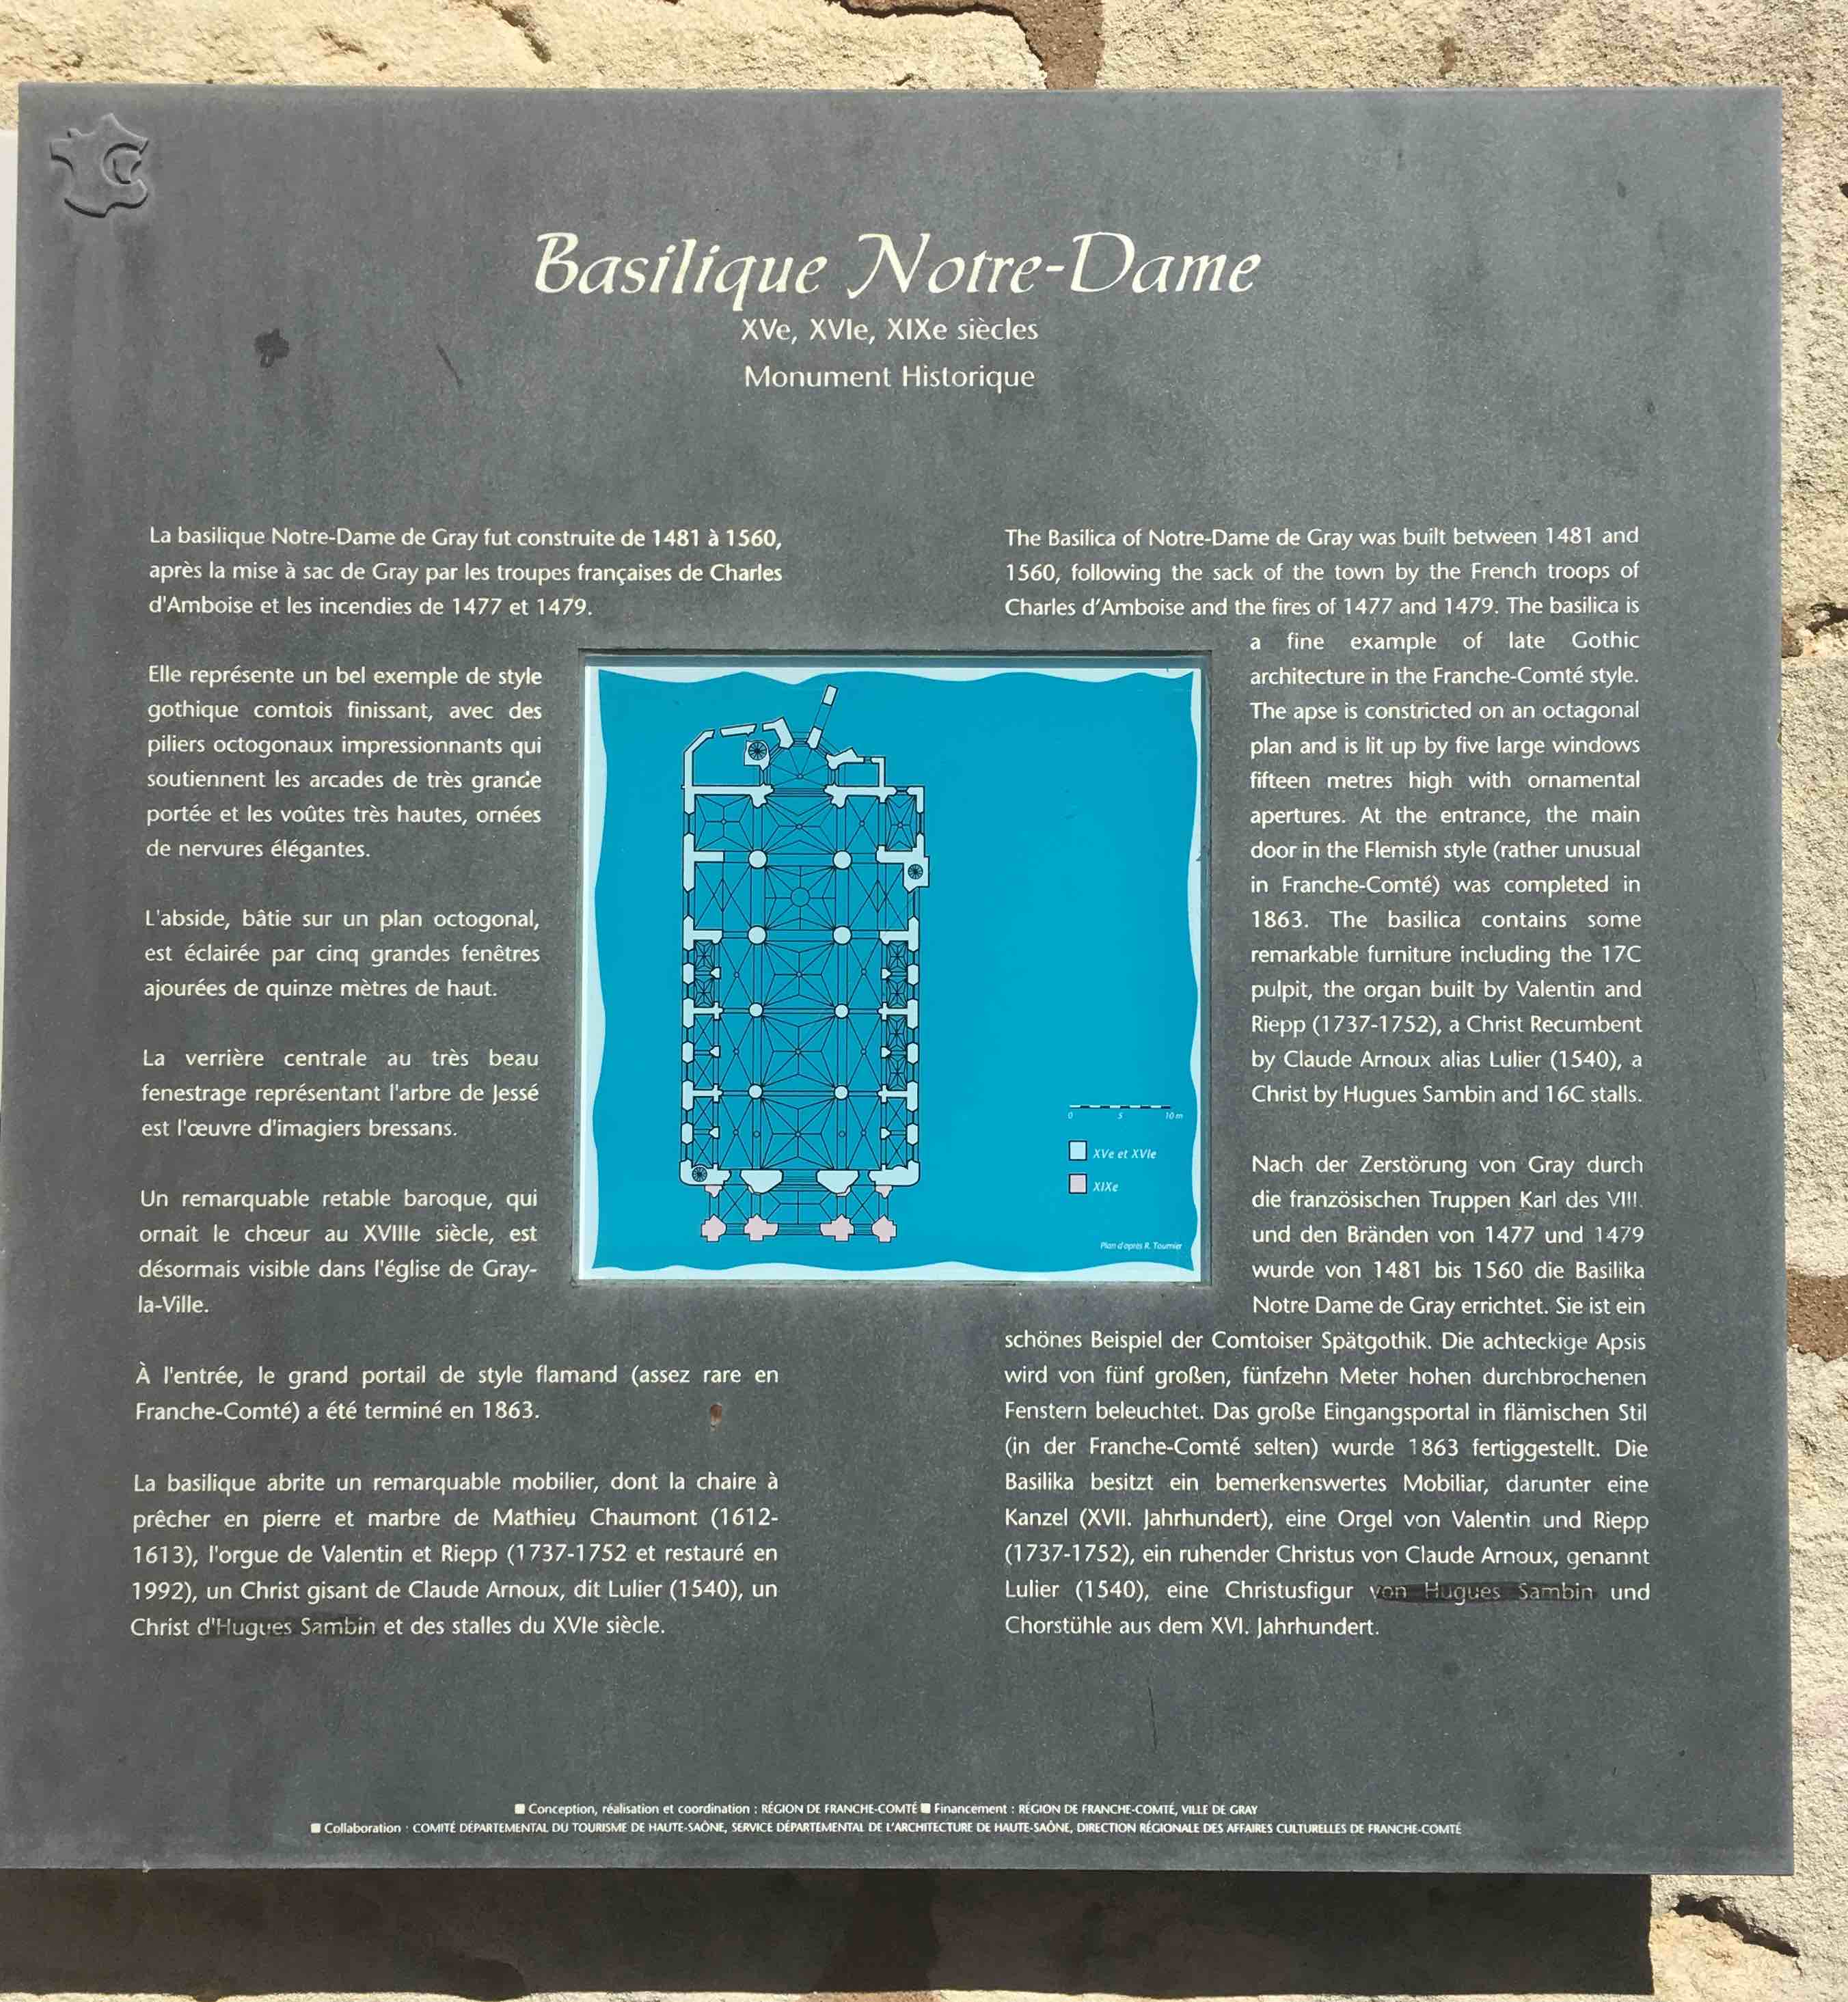 Basilique Notre-Dame
XVe, XVIe, XIXe siècles
Monument Historique
La basilique Notre-Dame de Gray fut construite de 1481 à 1560,
après la mise à sac de Gray par les troupes françaises de Charles
d'Amboise et les incendies de 1477 et 1479.
Elle représente un bel exemple de style
gothique comtois finissant, avec des
piliers octogonaux impressionnants qui
soutiennent les arcades de très grande
portée et les voûtes très hautes, ornées
de nervures élégantes.
L'abside, bâtie sur un plan octogonal,
est éclairée par cinq grandes fenêtres
ajourées de quinze mètres de haut.
La verrière centrale au très beau
fenestrage représentant l'arbre de Jessé
est l'œuvre d'imagiers bressans.
Un remarquable retable baroque, qui
ornait le chœur au XVIIIe siècle, est
désormais visible dans l'église de Gray-
la-Ville.
À l'entrée, le grand portail de style flamand (assez rare en
Franche-Comté) a été terminé en 1863.
La basilique abrite un remarquable mobilier, dont la chaire à
prêcher en pierre et marbre de Mathieu Chaumont (1612-
1613), l'orgue de Valentin et Riepp (1737-1752 et restauré en
1992), un Christ gisant de Claude Arnoux, dit Lulier (1540), un
Christ d'Hugues Sambin et des stalles du XVIe siècle.
0 5 10 m
XVe et XVIe
XIXe
Plan d'après R. Tournier
The Basilica of Notre-Dame de Gray was built between 1481 and
1560, following the sack of the town by the French troops of
Charles d'Amboise and the fires of 1477 and 1479. The basilica is
a fine example of late Gothic
architecture in the Franche-Comté style.
The apse is constricted on an octagonal
plan and is lit up by five large windows
fifteen metres high with ornamental
apertures. At the entrance, the main
door in the Flemish style (rather unusual
in Franche-Comté) was completed in
1863. The basilica contains some
remarkable furniture including the 17C
pulpit, the organ built by Valentin and
Riepp (1737-1752), a Christ Recumbent
by Claude Arnoux alias Lulier (1540), a
Christ by Hugues Sambin and 16C stalls.
Nach der Zerstörung von Gray durch
die französischen Truppen Karl des VIII.
und den Bränden von 1477 und 1479
wurde von 1481 bis 1560 die Basilika
Notre Dame de Gray errichtet. Sie ist ein
schönes Beispiel der Comtoiser Spätgothik. Die achteckige Apsis
wird von fünf großen, fünfzehn Meter hohen durchbrochenen
Fenstern beleuchtet. Das große Eingangsportal in flämischen Stil
(in der Franche-Comté selten) wurde 1863 fertiggestellt. Die
Basilika besitzt ein bemerkenswertes Mobiliar, darunter eine
Kanzel (XVII. Jahrhundert), eine Orgel von Valentin und Riepp
(1737-1752), ein ruhender Christus von Claude Arnoux, genannt
Lulier (1540), eine Christusfigur von Hugues Sambin und
Chorstühle aus dem XVI. Jahrhundert.
■ Conception, réalisation et coordination : RÉGION DE FRANCHE-COMTÉ ■ Financement : RÉGION DE FRANCHE-COMTÉ, VILLE DE GRAY
■ Collaboration : COMITÉ DÉPARTEMENTAL DU TOURISME DE HAUTE-SAÔNE, SERVICE DÉPARTEMENTAL DE L'ARCHITECTURE DE HAUTE-SAÔNE, DIRECTION RÉGIONALE DES AFFAIRES CULTURELLES DE FRANCHE-COMTÉ